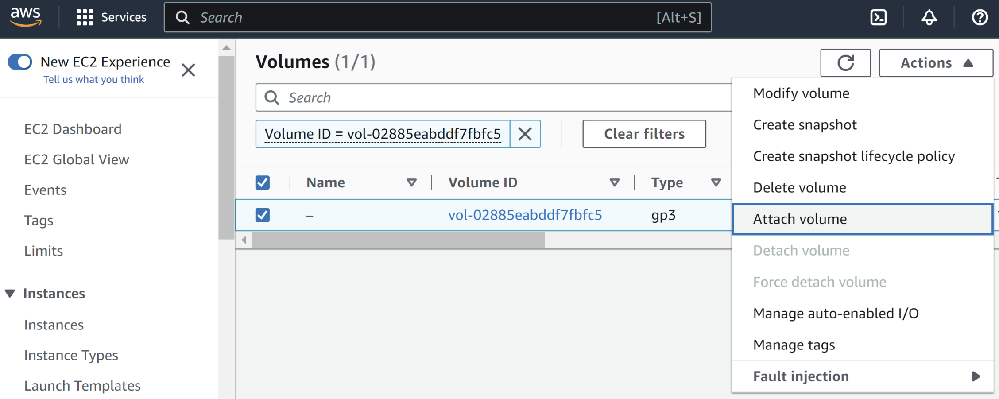 aws
Services
Search
[Alt+S]
New EC2 Experience
Tell us what you think
EC2 Dashboard
EC2 Global View
Events
Tags
Limits
Instances
Instances
Instance Types
Launch Templates
Volumes (1/1)
Actions
Search
Volume ID = vol-02885eabddf7fbfc5
Clear filters
Name
Volume ID
Type
–
vol-02885eabddf7fbfc5
gp3
Modify volume
Create snapshot
Create snapshot lifecycle policy
Delete volume
Attach volume
Detach volume
Force detach volume
Manage auto-enabled I/O
Manage tags
Fault injection